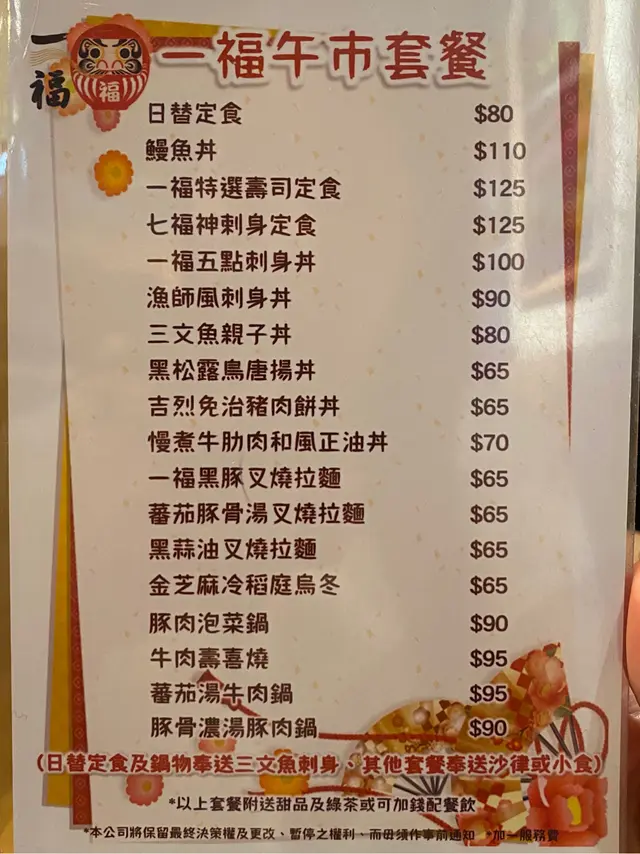 一福
福
一福午市套餐
日替定食 $80
鰻魚丼 $110
一福特選壽司定食 $125
七福神刺身定食 $125
一福五點刺身丼 $100
漁師風刺身丼 $90
三文魚親子丼 $80
黑松露鳥唐揚丼 $65
吉烈免治豬肉餅丼 $65
慢煮牛肋肉和風正油丼 $70
一福黑豚叉燒拉麵 $65
蕃茄豚骨湯叉燒拉麵 $65
黑蒜油叉燒拉麵 $65
金芝麻冷稻庭烏冬 $65
豚肉泡菜鍋 $90
牛肉壽喜燒 $95
蕃茄湯牛肉鍋 $95
豚骨濃湯豚肉鍋 $90
(日替定食及鍋物奉送三文魚刺身、其他套餐奉送沙律或小食)
*以上套餐附送甜品及綠茶或可加錢配餐飲
*本公司將保留最終決策權及更改、暫停之權利、而毋須作事前通知 *加一服務費